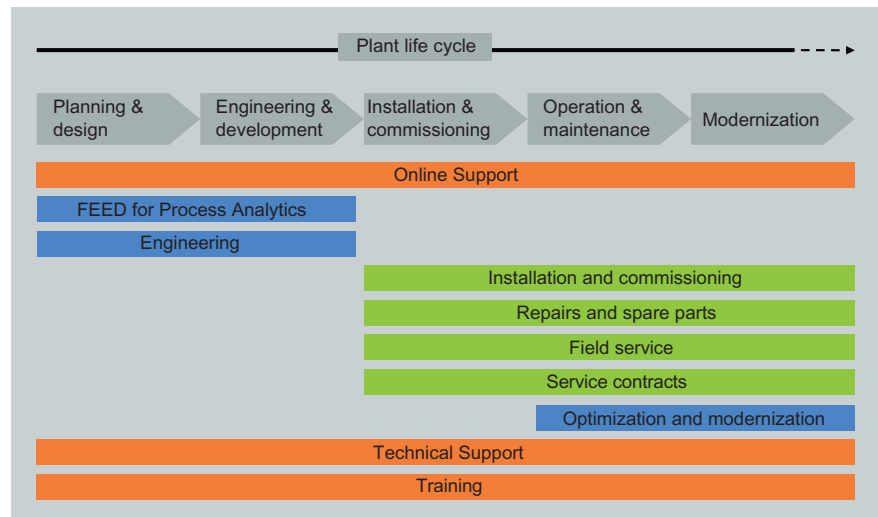 Plant life cycle
Planning &
design
Engineering &
development
Installation &
commissioning
Operation &
maintenance
Modernization
Online Support
FEED for Process Analytics
Engineering
Installation and commissioning
Repairs and spare parts
Field service
Service contracts
Optimization and modernization
Technical Support
Training